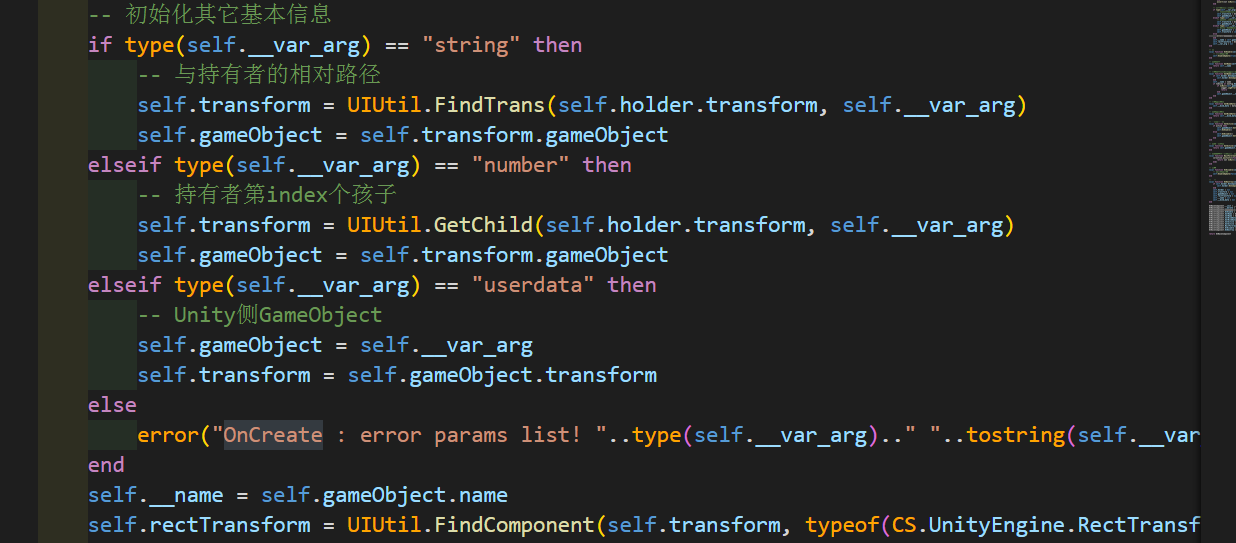 -- 初始化其它基本信息
if type(self.__var_arg) == "string" then
-- 与持有者的相对路径
self.transform = UIUtil.FindTrans(self.holder.transform, self.__var_arg)
self.gameObject = self.transform.gameObject
elseif type(self.__var_arg) == "number" then
-- 持有者第index个孩子
self.transform = UIUtil.GetChild(self.holder.transform, self.__var_arg)
self.gameObject = self.transform.gameObject
elseif type(self.__var_arg) == "userdata" then
-- Unity侧GameObject
self.gameObject = self.__var_arg
self.transform = self.gameObject.transform
else
error("OnCreate : error params list! "..type(self.__var_arg).." "..tostring(self.__var
end
self.__name = self.gameObject.name
self.rectTransform = UIUtil.FindComponent(self.transform, typeof(CS.UnityEngine.RectTransf